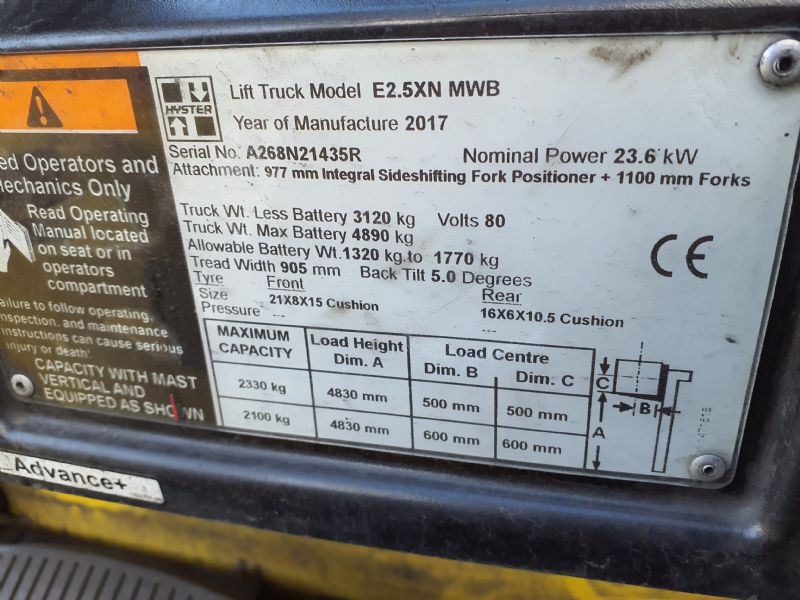 HYSTER
Lift Truck Model E2.5XN MWB
Year of Manufacture 2017
Serial No. A268N21435R Nominal Power 23.6 kW
Attachment: 977 mm Integral Sideshifting Fork Positioner + 1100 mm Forks
Truck Wt. Less Battery 3120 kg Volts 80
Truck Wt. Max Battery 4890 kg
Allowable Battery Wt. 1320 kg.to 1770 kg
Tread Width 905 mm Back Tilt 5.0 Degrees
Tyre Front Rear
Size 21X8X15 Cushion 16X6X10.5 Cushion
Pressure --- ---
CE
MAXIMUM CAPACITY Load Height Dim. A Load Centre Dim. B Dim. C
2330 kg 4830 mm 500 mm 500 mm
2100 kg 4830 mm 600 mm 600 mm
C
B
A
Operators and
Only
Read Operating
Manual located
on seat or in
operators
compartment
to follow operating,
and maintenance
instructions can cause serious
injury or death!
CAPACITY WITH MAST
VERTICAL AND
EQUIPPED AS SHOWN
Advance+